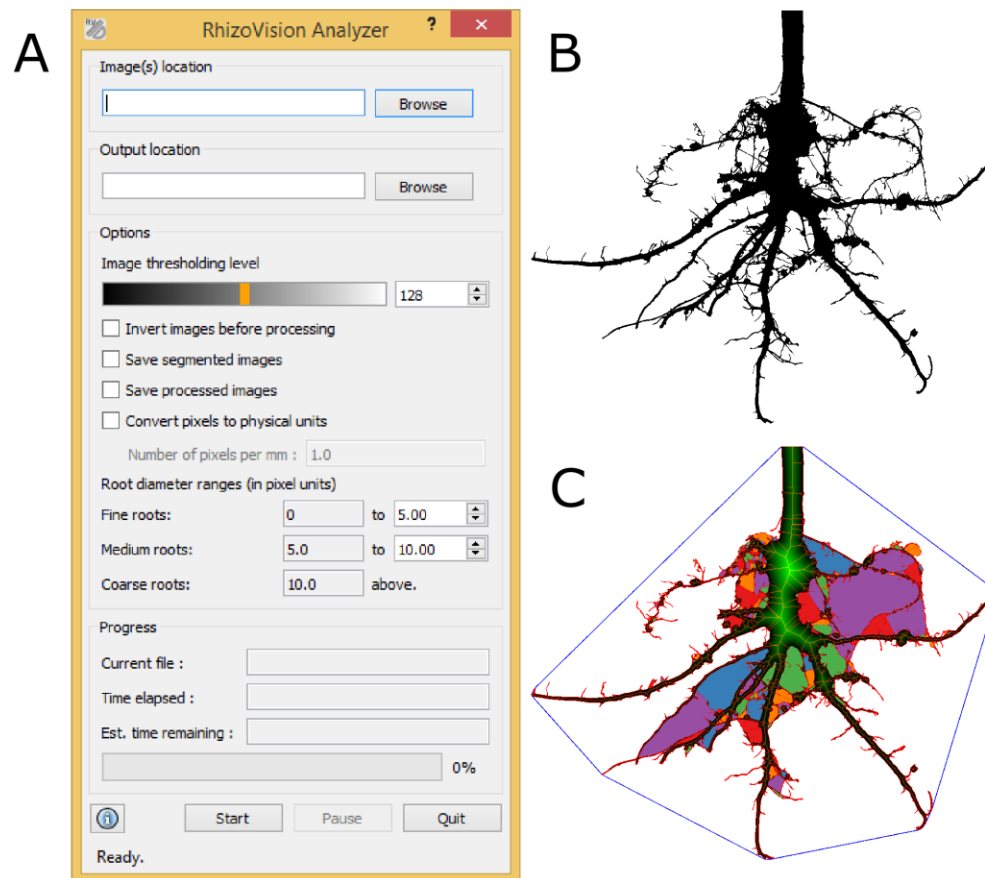 A
RV
RhizoVision Analyzer
?
x
Image(s) location
Browse
Output location
Browse
Options
Image thresholding level
128
Invert images before processing
Save segmented images
Save processed images
Convert pixels to physical units
Number of pixels per mm : 1.0
Root diameter ranges (in pixel units)
Fine roots: 0 to 5.00
Medium roots: 5.0 to 10.00
Coarse roots: 10.0 above.
Progress
Current file :
Time elapsed :
Est. time remaining :
0%
Start Pause Quit
Ready.
B
C